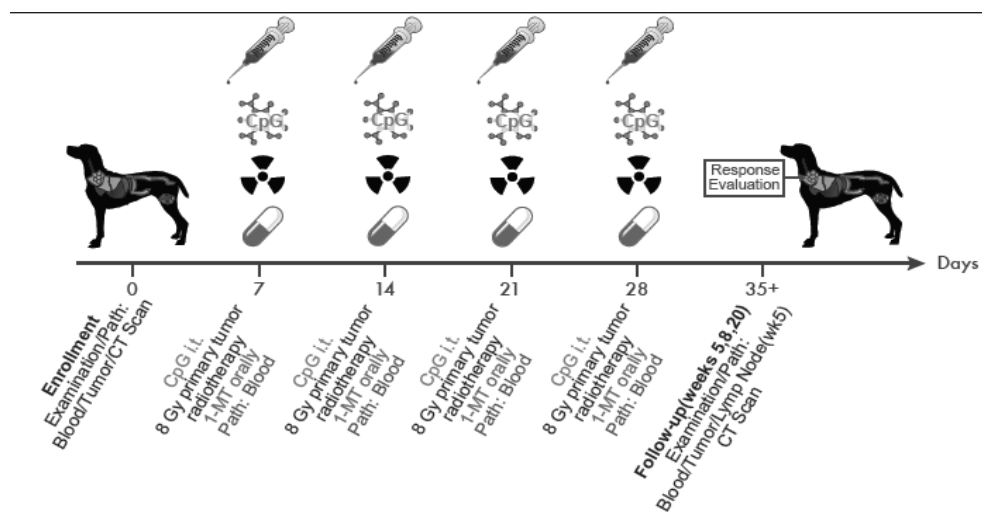 CpG
CpG
CpG
CpG
Response
Evaluation
Days
0
7
14
21
28
35+
Enrollment
Examination/Path:
Blood/Tumor/CT Scan
CpG i.t.
8 Gy primary tumor
radiotherapy
1-MT orally
Path: Blood
CpG i.t.
8 Gy primary tumor
radiotherapy
1-MT orally
Path: Blood
CpG i.t.
8 Gy primary tumor
radiotherapy
1-MT orally
Path: Blood
CpG i.t.
8 Gy primary tumor
radiotherapy
1-MT orally
Path: Blood
Follow-up(weeks 5,8,20)
Examination/Path:
Blood/Tumor/Lymp Node(wk5)
CT Scan